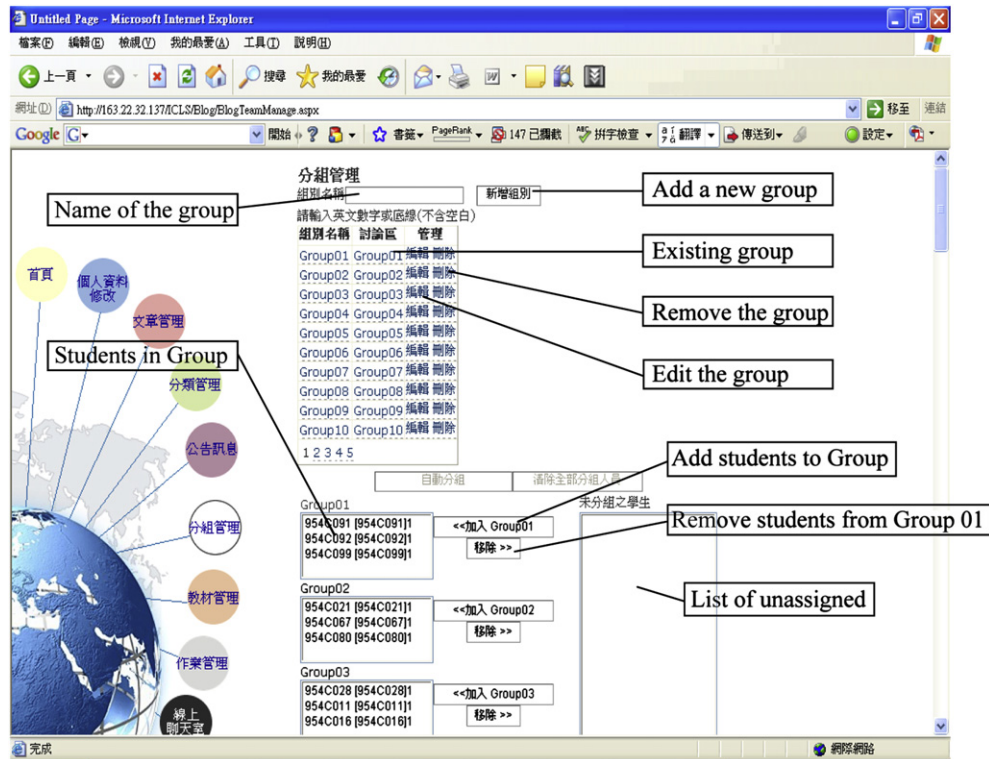 Untitled Page - Microsoft Internet Explorer
檔案(F) 編輯(E) 檢視(V) 我的最愛(A) 工具(T) 說明(H)
上一頁 搜尋 我的最愛
網址(D) http://163.22.32.137/ICLS/Blog/BlogTeamManage.aspx 移至 連結
Google 開始 書籤 PageRank 147 已攔截 拼字檢查 翻譯 傳送到 設定
分組管理
組別名稱 新增組別
Name of the group
Add a new group
請輸入英文數字或底線(不含空白)
組別名稱 討論區 管理
Group01 Group01 編輯 刪除
Existing group
Group02 Group02 編輯 刪除
Remove the group
Group03 Group03 編輯 刪除
Group04 Group04 編輯 刪除
Group05 Group05 編輯 刪除
Edit the group
Group06 Group06 編輯 刪除
Group07 Group07 編輯 刪除
Group08 Group08 編輯 刪除
Group09 Group09 編輯 刪除
Group10 Group10 編輯 刪除
1 2 3 4 5
首頁
個人資料
修改
文章管理
Students in Group
分類管理
公告訊息
分組管理
教材管理
作業管理
線上
聊天室
自動分組 清除全部分組人員
Add students to Group
Group01 未分組之學生
954C091 [954C091]1
954C092 [954C092]1
954C099 [954C099]1
<<加入 Group01
移除 >>
Remove students from Group 01
List of unassigned
Group02
954C021 [954C021]1
954C067 [954C067]1
954C080 [954C080]1
<<加入 Group02
移除 >>
Group03
954C028 [954C028]1
954C011 [954C011]1
954C016 [954C016]1
<<加入 Group03
移除 >>
完成 網際網路